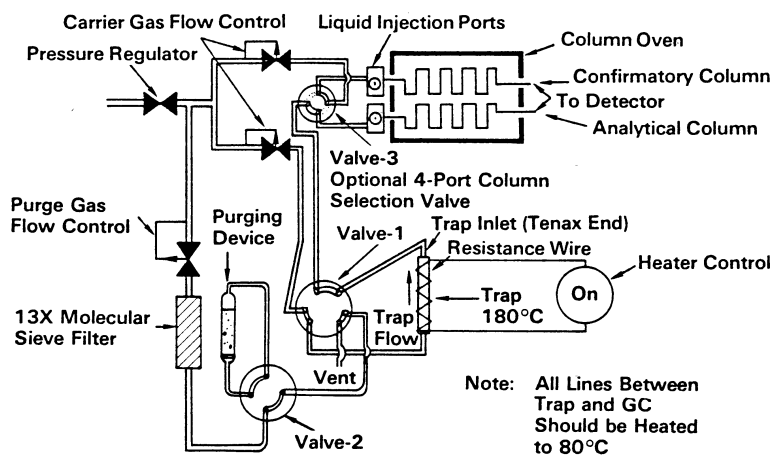 Carrier Gas Flow Control
Liquid Injection Ports
Pressure Regulator
Column Oven
Confirmatory Column
To Detector
Analytical Column
Valve-3
Optional 4-Port Column
Selection Valve
Purge Gas
Flow Control
Purging
Device
Valve-1
Trap Inlet (Tenax End)
Resistance Wire
Heater Control
On
Trap
180°C
Trap
Flow
13X Molecular
Sieve Filter
Vent
Valve-2
Note: All Lines Between
Trap and GC
Should be Heated
to 80°C